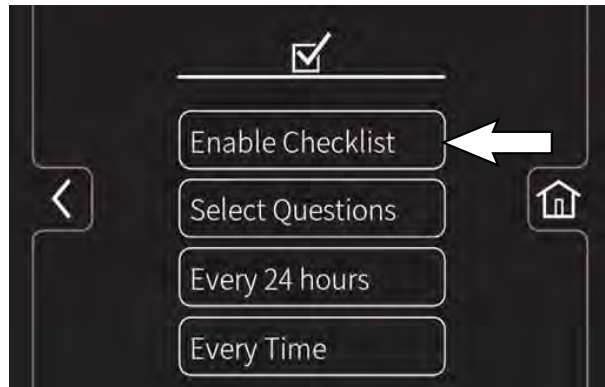 Enable Checklist
Select Questions
Every 24 hours
Every Time